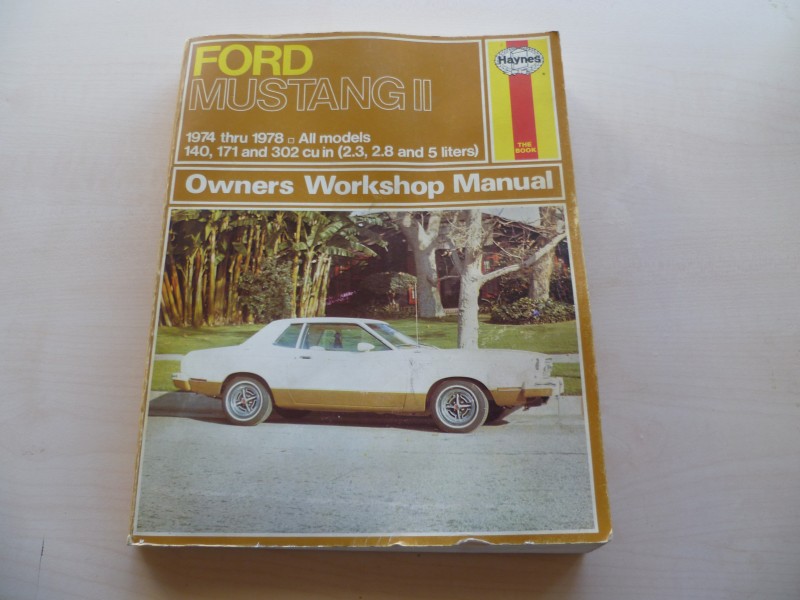 FORD
MUSTANG II
1974 thru 1978 ▫ All models
140, 171 and 302 cu in (2.3, 2.8 and 5 liters)
Haynes
THE
BOOK
Owners Workshop Manual